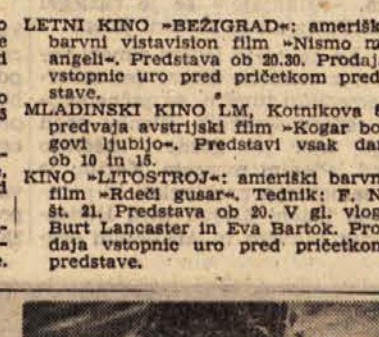 LETNI KINO »BEŽIGRAD«: ameriški
barvni vistavision film »Nismo
angeli«. Predstava ob 20.30. Prodaja
vstopnic uro pred pričetkom pred-
stave.
MLADINSKI KINO LM, Kotnikova
predvaja avstrijski film »Kogar bo-
govi ljubijo«. Predstavi vsak dan
ob 10 in 15.
KINO »LITOSTROJ«: ameriški barvni
film »Rdeči gusar«. Tednik: F. N.
št. 21. Predstava ob 20. V gl. vlogi
Burt Lancaster in Eva Bartok. Pro-
daja vstopnic uro pred pričetkom
predstave.